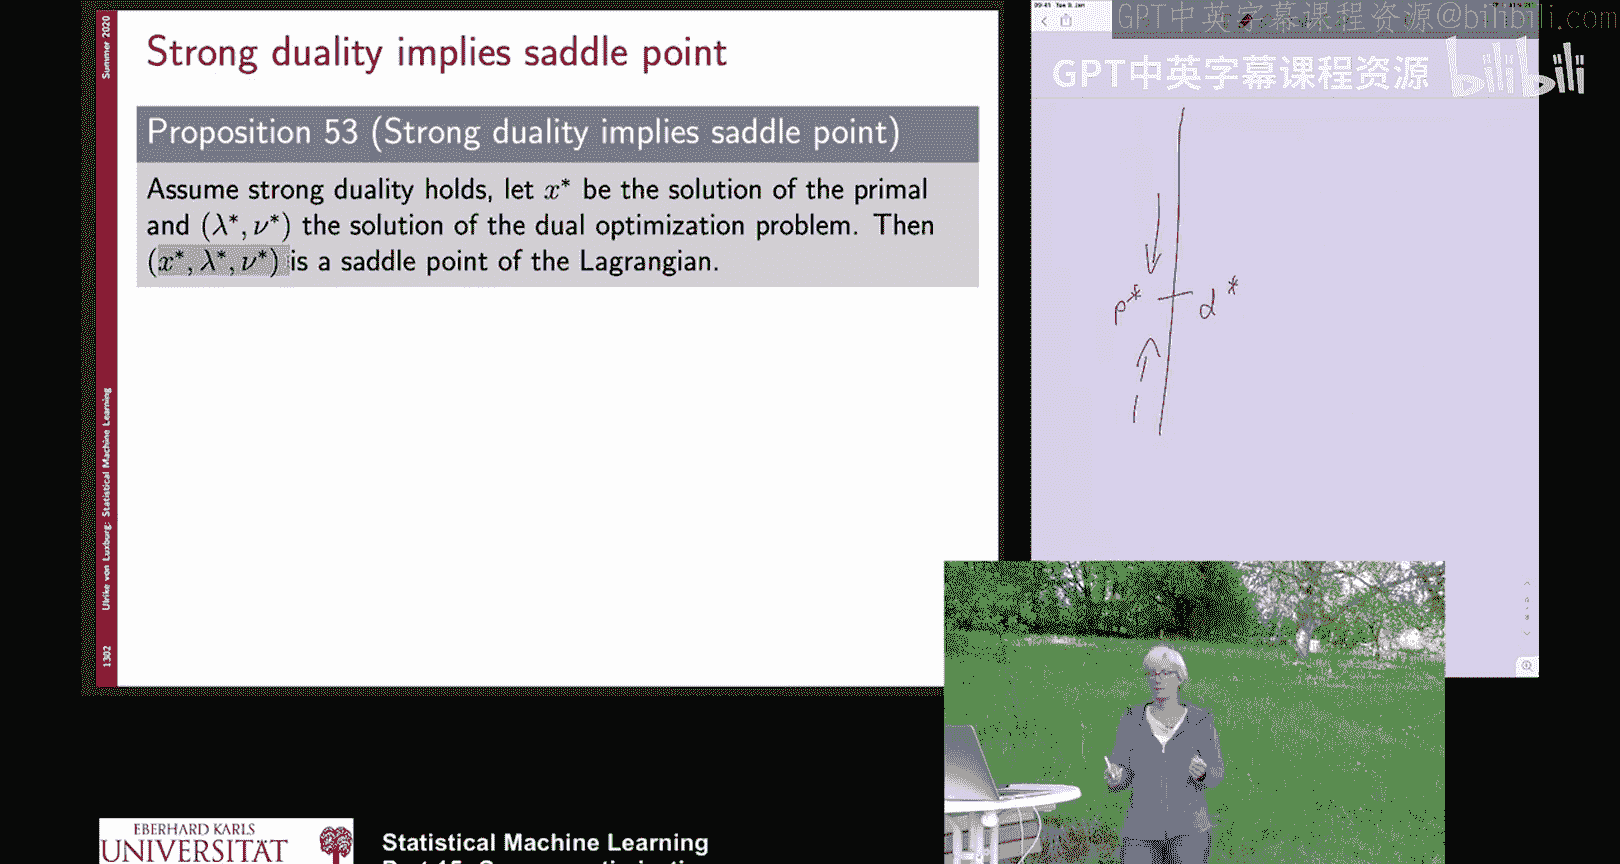 Summer 2020
Strong duality implies saddle point
Proposition 53 (Strong duality implies saddle point)
Assume strong duality holds, let x* be the solution of the primal
and (λ*, ν*) the solution of the dual optimization problem. Then
(x*, λ*, ν*) is a saddle point of the Lagrangian.
Ulrike von Luxburg: Statistical Machine Learning
1302
GPT中英字幕课程资源@bilibili.com
GPT中英字幕课程资源 bilibili
p* d*
EBERHARD KARLS
UNIVERSITÄT
Statistical Machine Learning